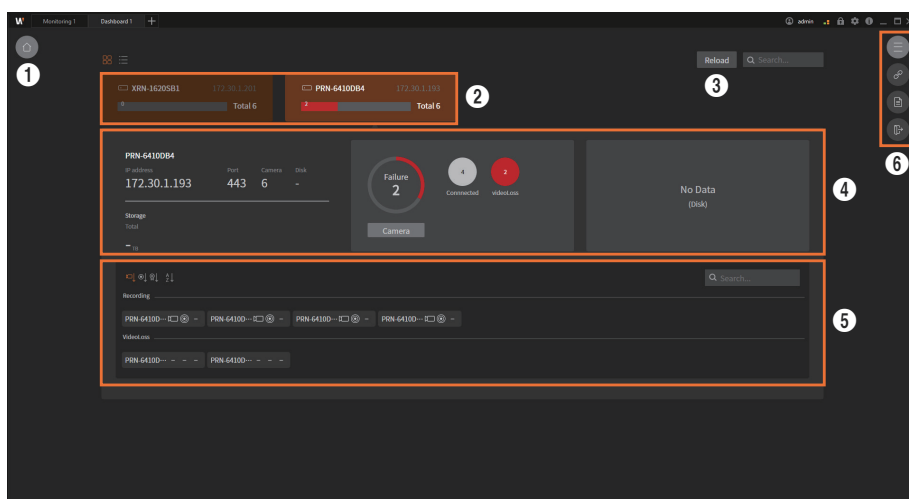 W Monitoring 1 Dashboard 1 admin
1
Reload Search...
3
XRN-1620SB1 172.30.1.201
0
Total 6
PRN-6410DB4 172.30.1.193
2
Total 6
2
6
PRN-6410DB4
IP address Port Camera Disk
172.30.1.193 443 6 -
Storage
Total
- TB
Failure
2
Camera
4
Connected
2
videoLoss
No Data
(Disk)
4
Search...
Recording
PRN-6410D··· - PRN-6410D··· - PRN-6410D··· - PRN-6410D··· -
VideoLoss
PRN-6410D··· - - - PRN-6410D··· - - -
5